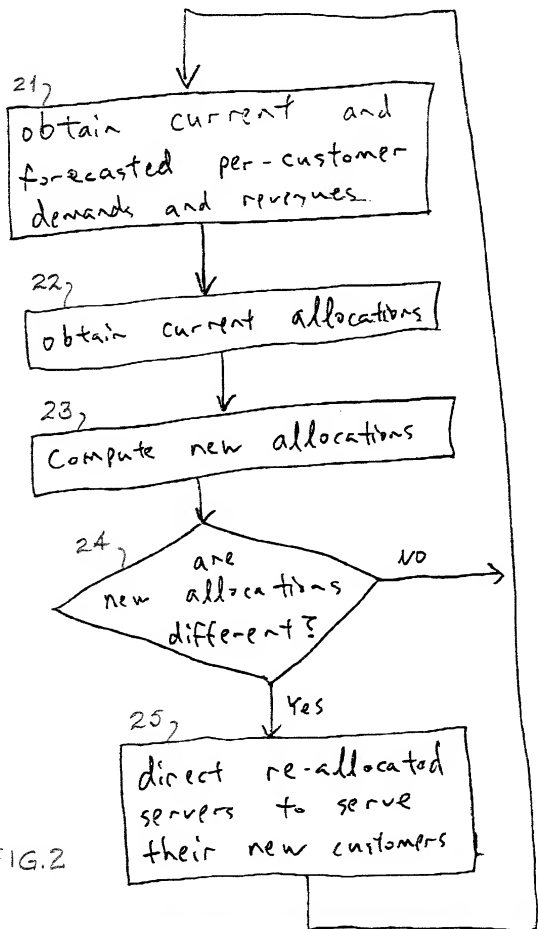 21
obtain current and
forecasted per-customer
demands and revenues.
22
obtain current allocations
23
Compute new allocations
24
are
new allocations
different?
NO
Yes
25
direct re-allocated
servers to serve
their new customers
FIG.2